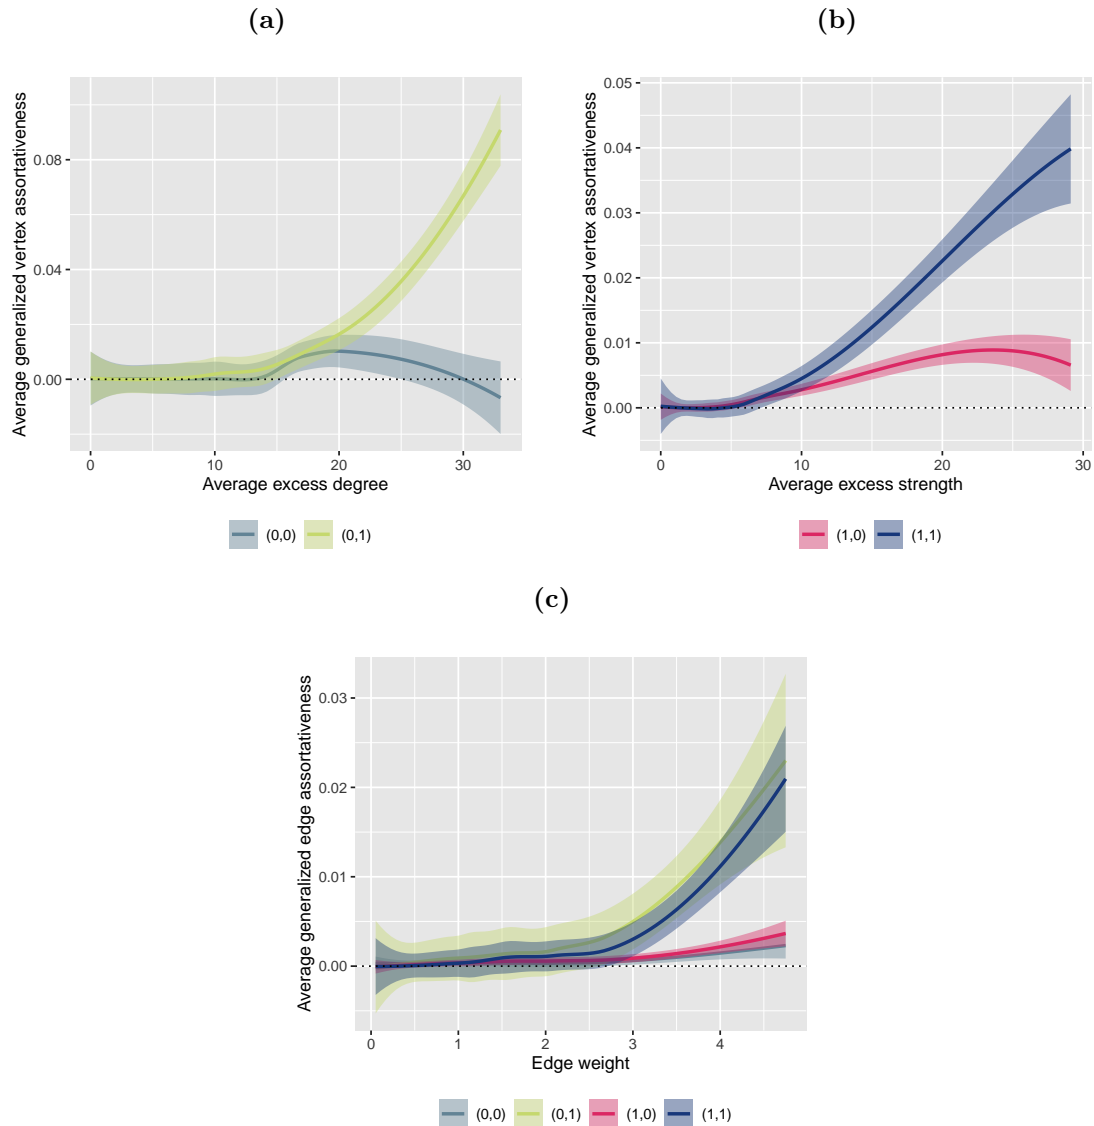 (a)
Average generalized vertex assortativeness
0.08
0.04
0.00
0 10 20 30
Average excess degree
(0,0) (0,1)
(b)
Average generalized vertex assortativeness
0.05
0.04
0.03
0.02
0.01
0.00
0 10 20 30
Average excess strength
(1,0) (1,1)
(c)
Average generalized edge assortativeness
0.03
0.02
0.01
0.00
0 1 2 3 4
Edge weight
(0,0) (0,1) (1,0) (1,1)